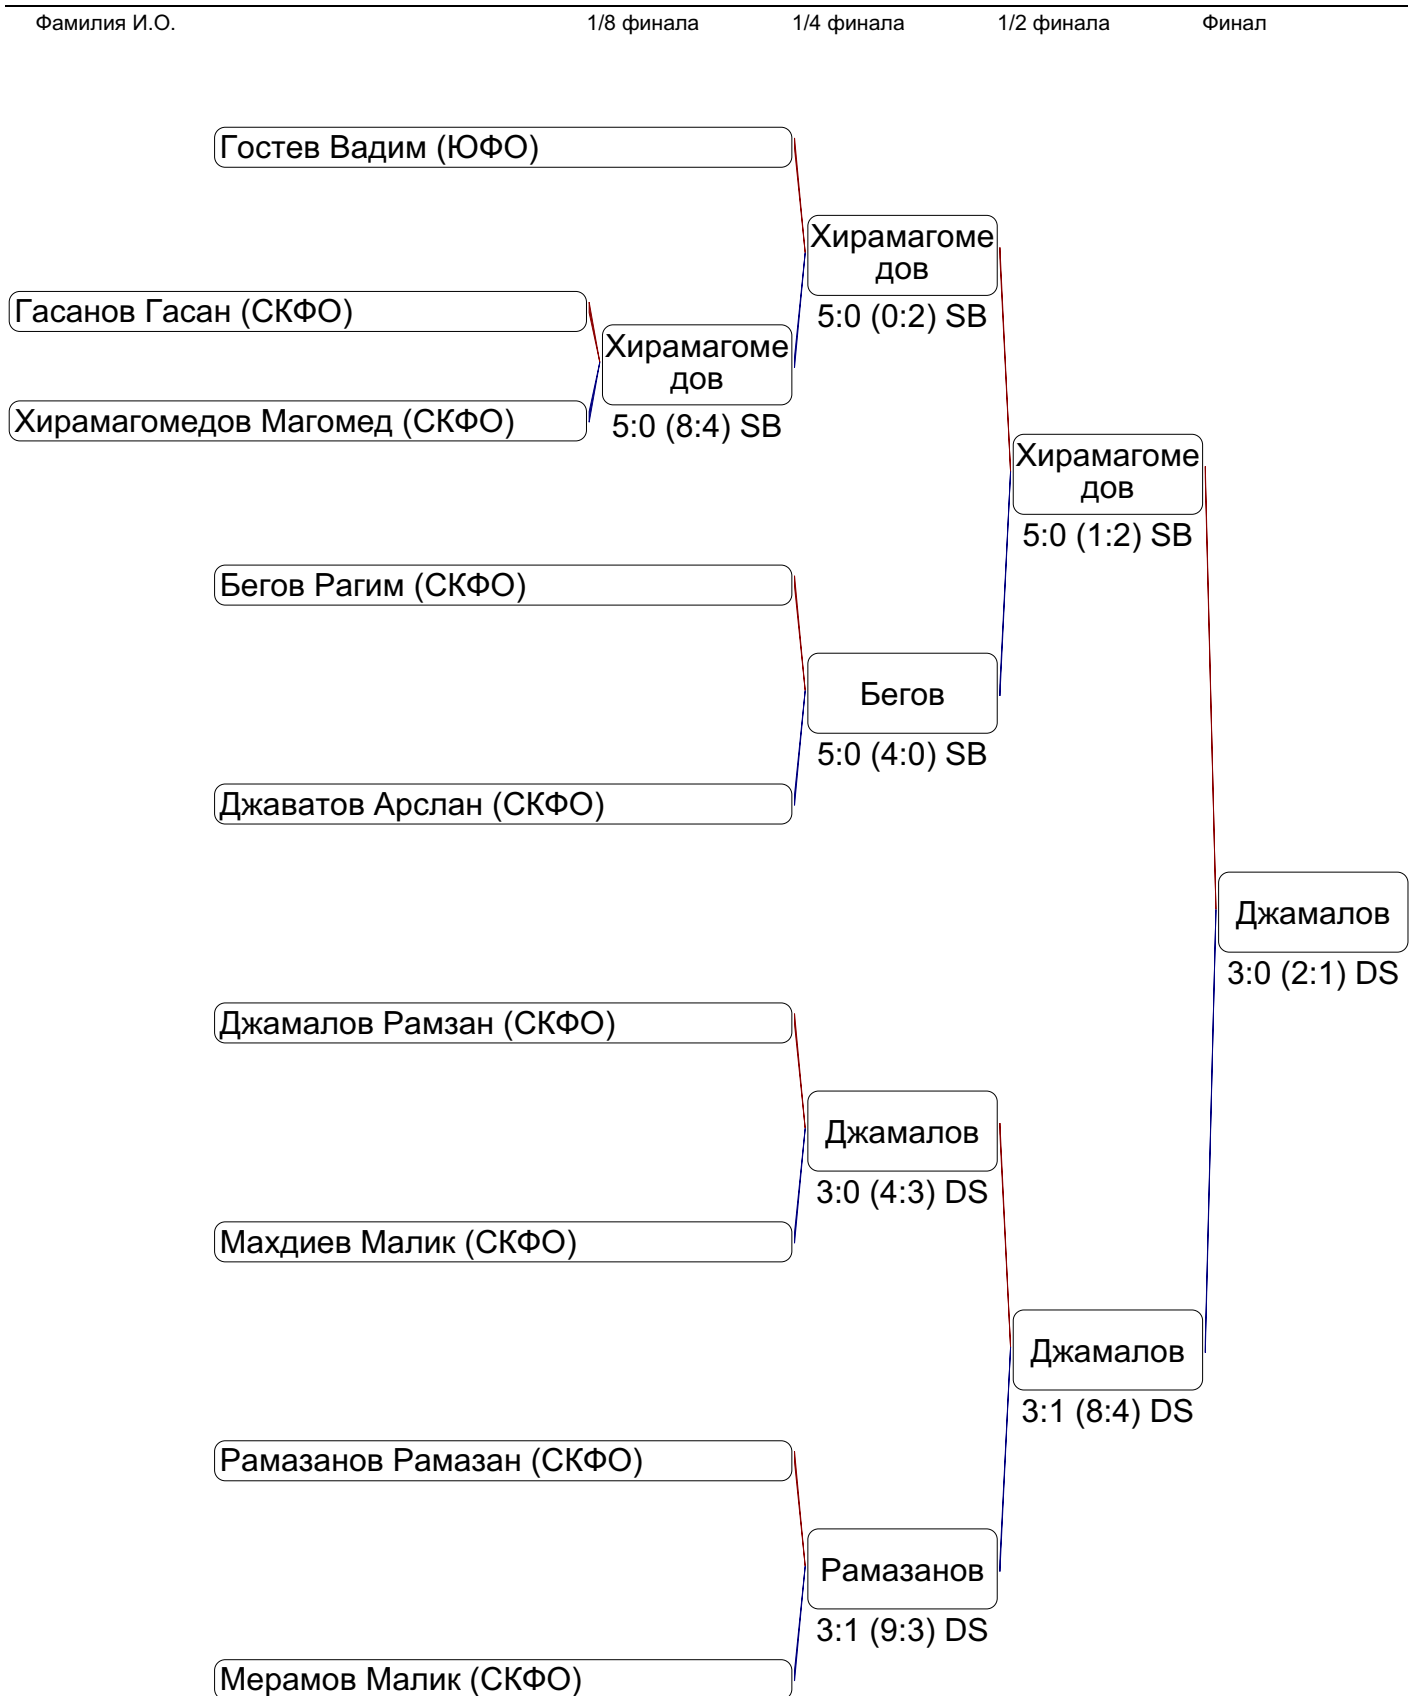 Фамилия И.О. 1/8 финала 1/4 финала 1/2 финала Финал
Гостев Вадим (ЮФО)
Хирамагоме
дов
5:0 (0:2) SB
Гасанов Гасан (СКФО)
Хирамагоме
дов
5:0 (8:4) SB
Хирамагомедов Магомед (СКФО)
Хирамагоме
дов
5:0 (1:2) SB
Бегов Рагим (СКФО)
Бегов
5:0 (4:0) SB
Джаватов Арслан (СКФО)
Джамалов
3:0 (2:1) DS
Джамалов Рамзан (СКФО)
Джамалов
3:0 (4:3) DS
Махдиев Малик (СКФО)
Джамалов
3:1 (8:4) DS
Рамазанов Рамазан (СКФО)
Рамазанов
3:1 (9:3) DS
Мерамов Малик (СКФО)